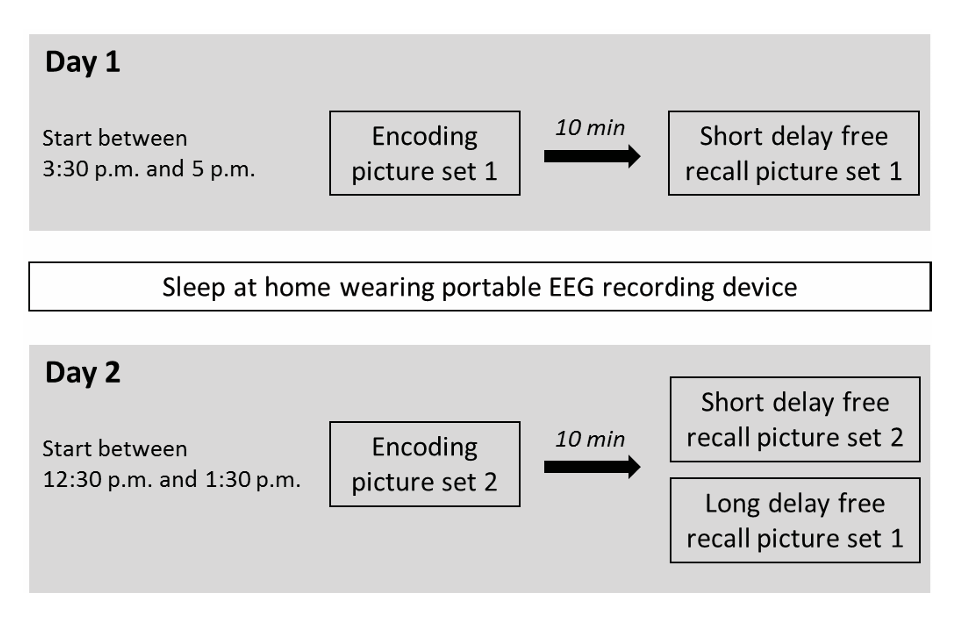 Day 1
Start between
3:30 p.m. and 5 p.m.
Encoding
picture set 1
10 min
Short delay free
recall picture set 1
Sleep at home wearing portable EEG recording device
Day 2
Start between
12:30 p.m. and 1:30 p.m.
Encoding
picture set 2
10 min
Short delay free
recall picture set 2
Long delay free
recall picture set 1